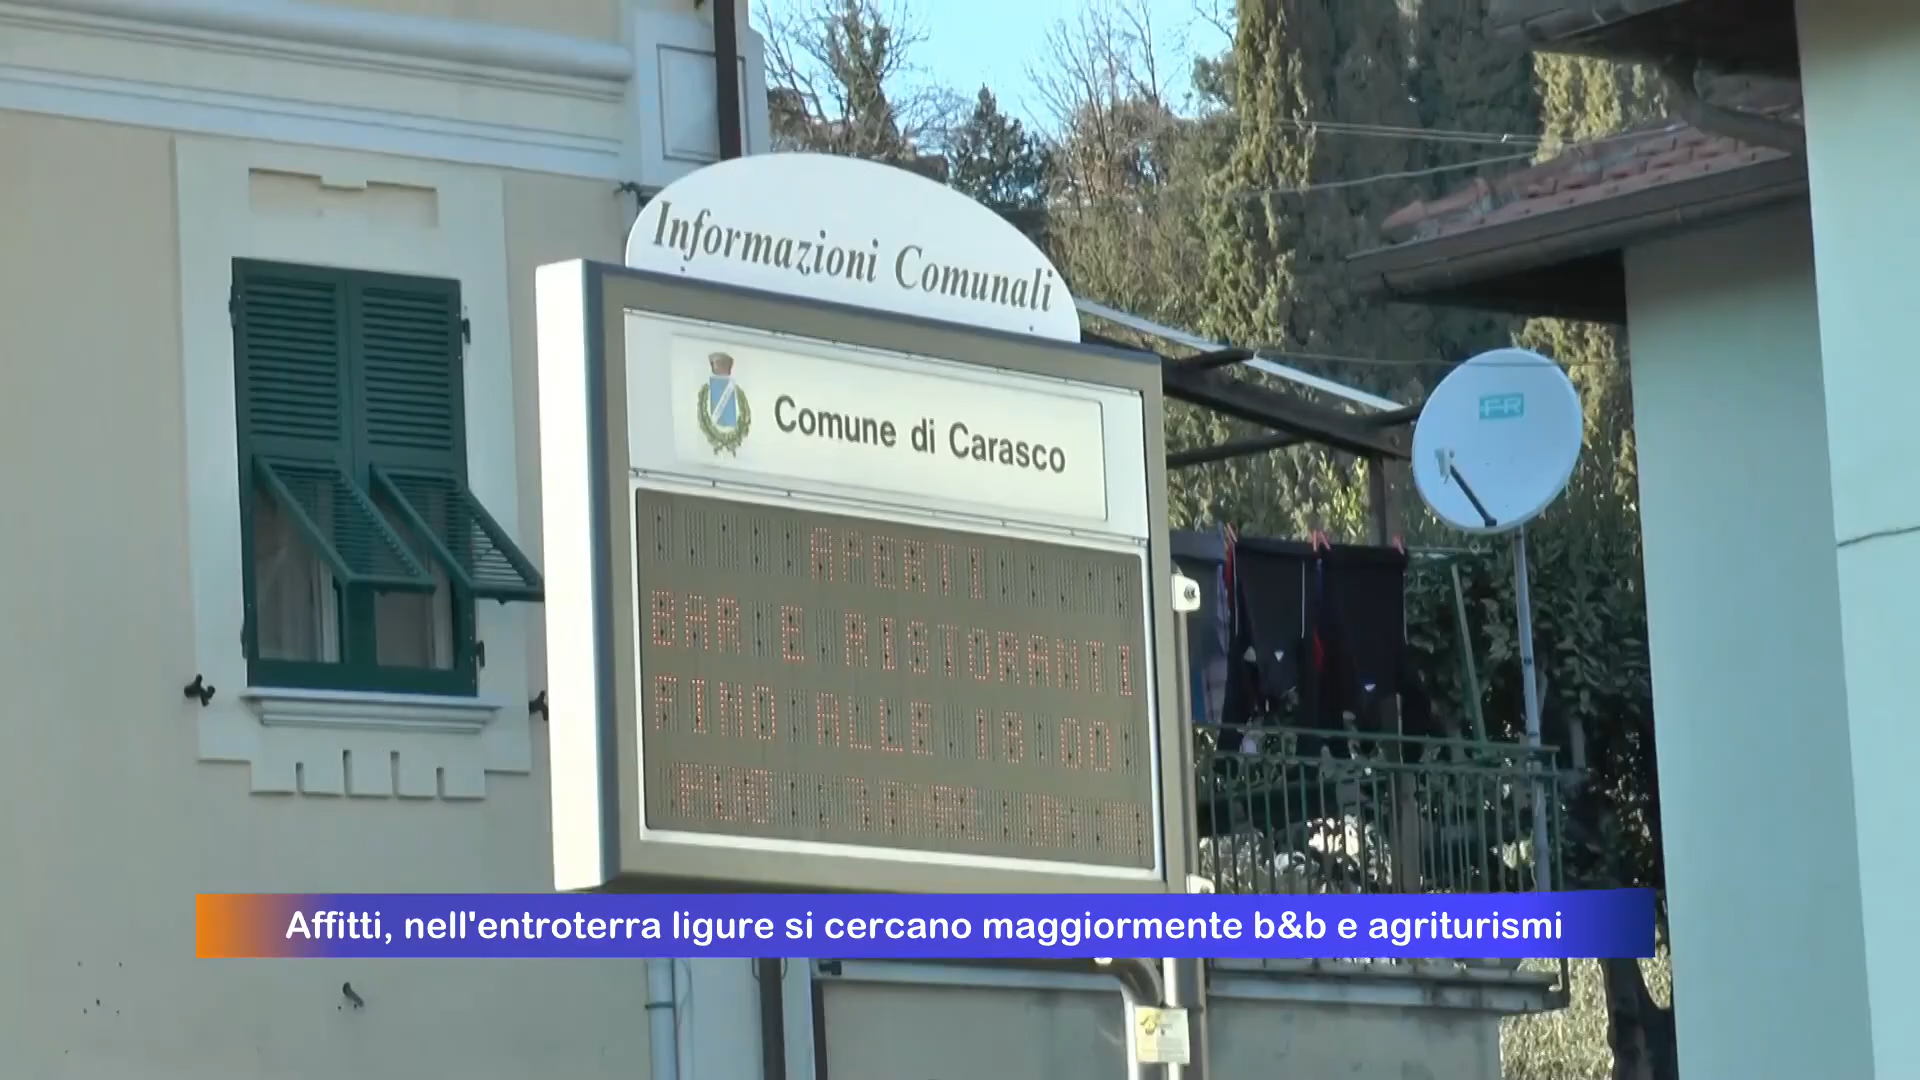 Informazioni Comunali
Comune di Carasco
FR
APERTI
BAR E RISTORANTI
FINO ALLE 18:00
Affitti, nell'entroterra ligure si cercano maggiormente b&b e agriturismi